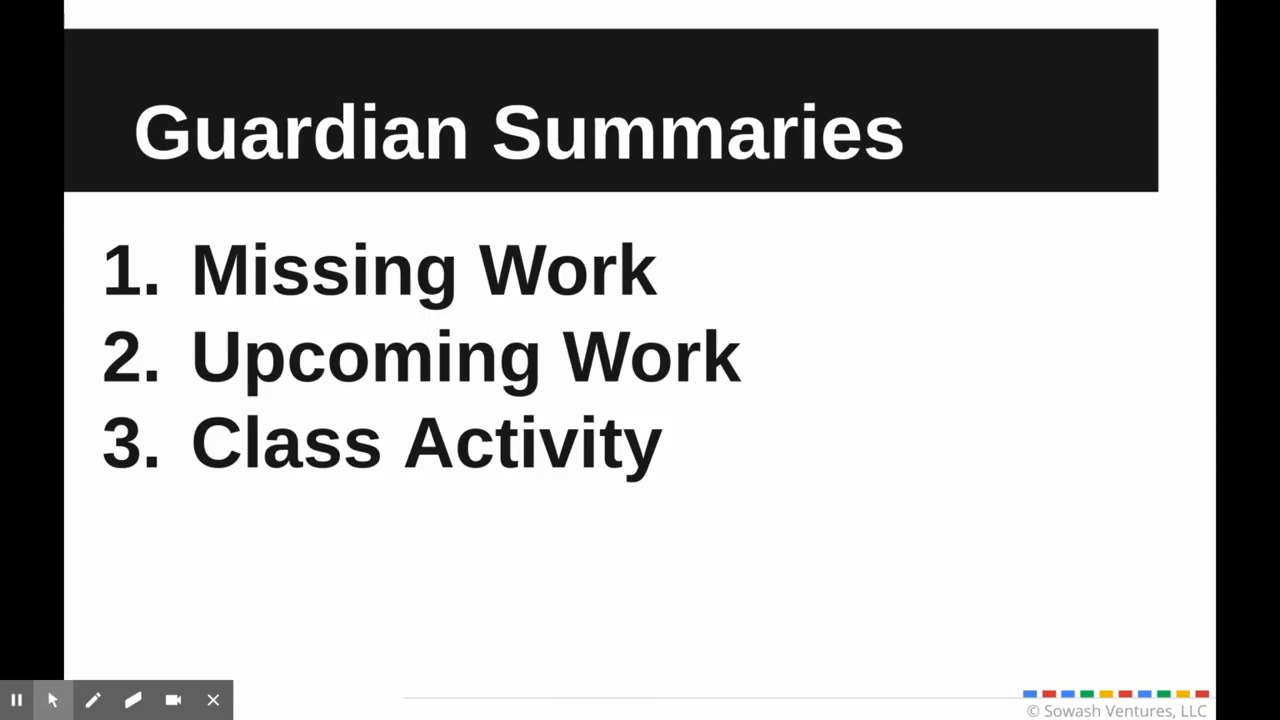 Guardian Summaries
1. Missing Work
2. Upcoming Work
3. Class Activity
© Sowash Ventures, LLC